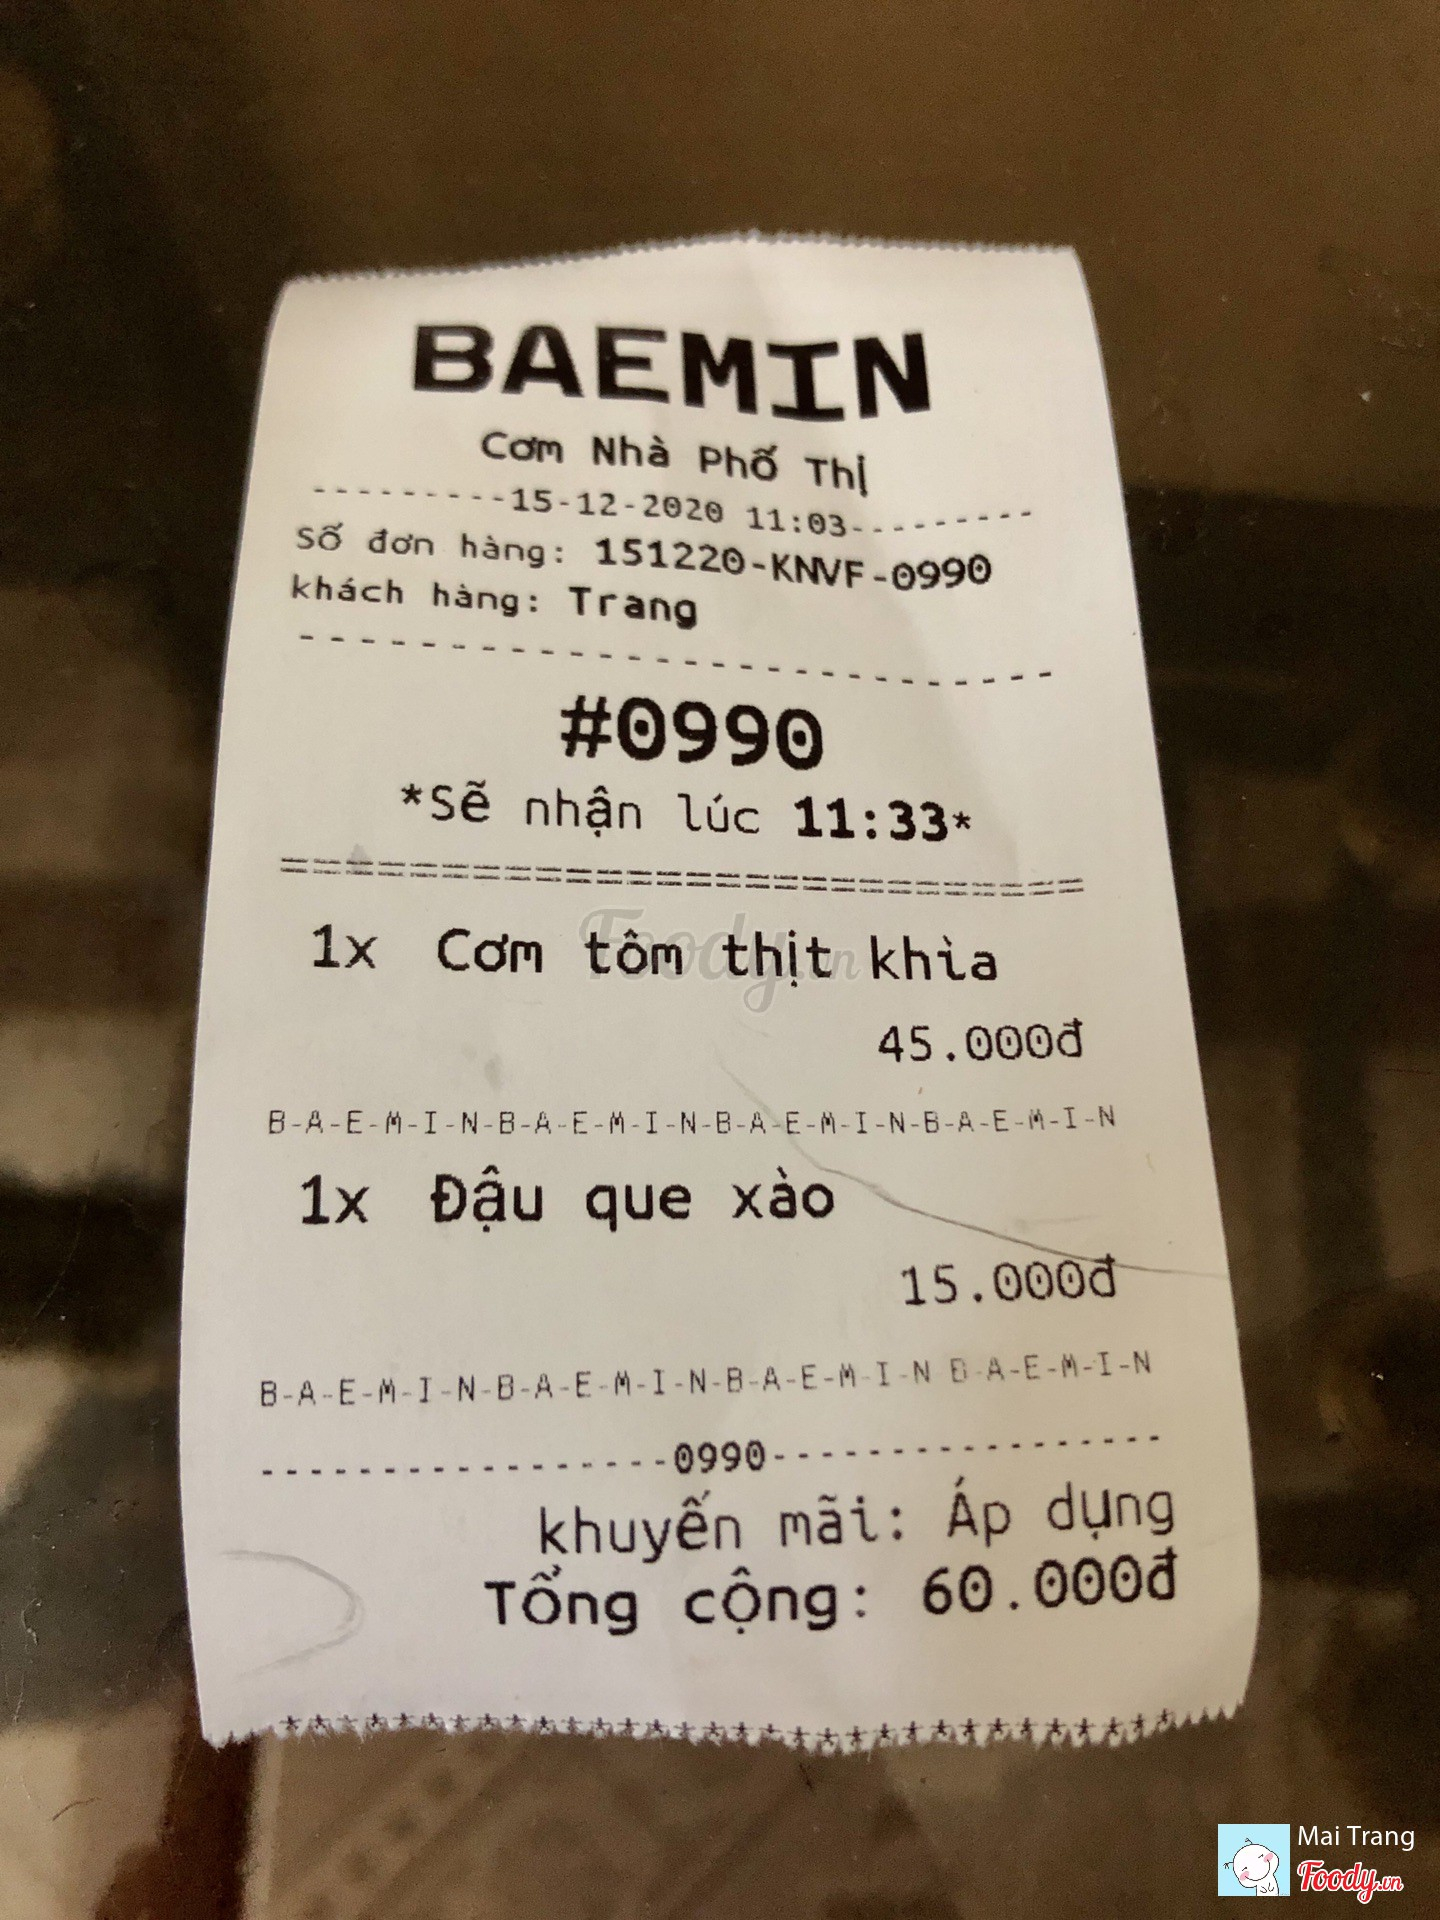 BAEMIN
Cơm Nhà Phố Thị
---------15-12-2020 11:03---------
Số đơn hàng: 151220-KNVF-0990
khách hàng: Trang
-------------------------
#0990
*Sẽ nhận lúc 11:33*
==========================
1x Cơm tôm thịt khìa
Foody.vn
45.000đ
B-A-E-M-I-N-B-A-E-M-I-N-B-A-E-M-I-N-B-A-E-M-I-N
1x Đậu que xào
15.000đ
B-A-E-M-I-N-B-A-E-M-I-N-B-A-E-M-I-N B-A-E-M-I-N
------------------0990-----------------
khuyến mãi: Áp dụng
Tổng cộng: 60.000đ
********************************
Mai Trang
Foody.vn